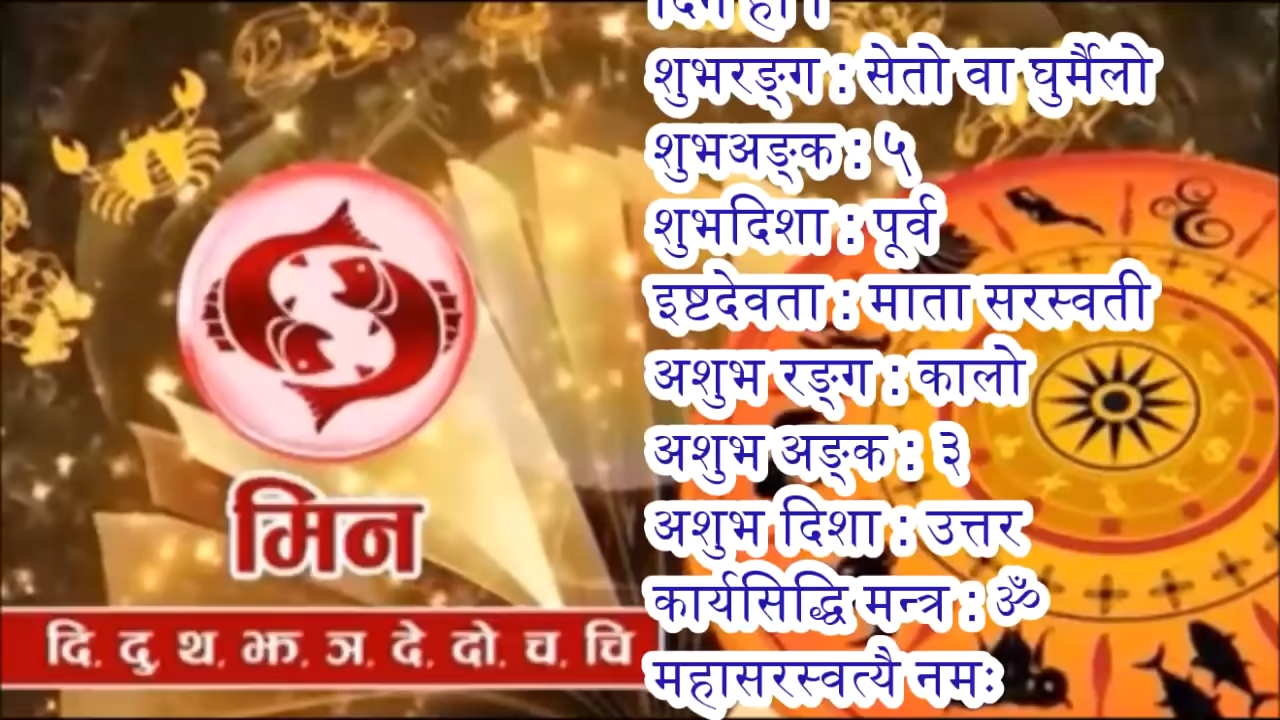 दिन हो ।
शुभरङ्ग : सेतो वा घुर्मैलो
शुभअङ्क : ५
शुभदिशा : पूर्व
इष्टदेवता : माता सरस्वती
अशुभ रङ्ग : कालो
अशुभ अङ्क : ३
अशुभ दिशा : उत्तर
कार्यसिद्धि मन्त्र : ॐ
महासरस्वत्यै नमः
मिन
दि. दु. थ. झ. ञ. दे. दो. च. चि